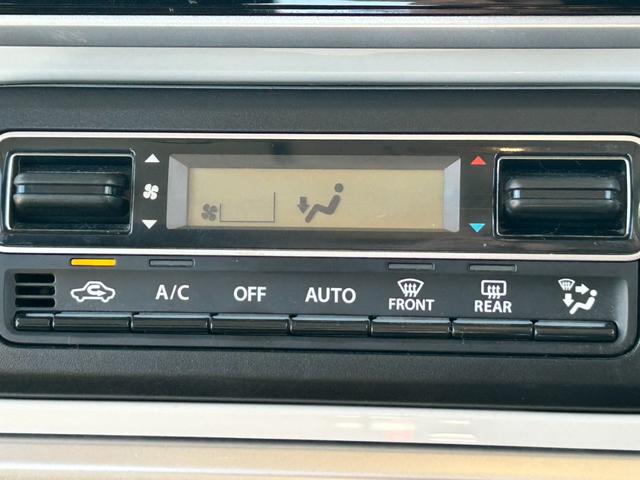 A/C OFF AUTO FRONT REAR